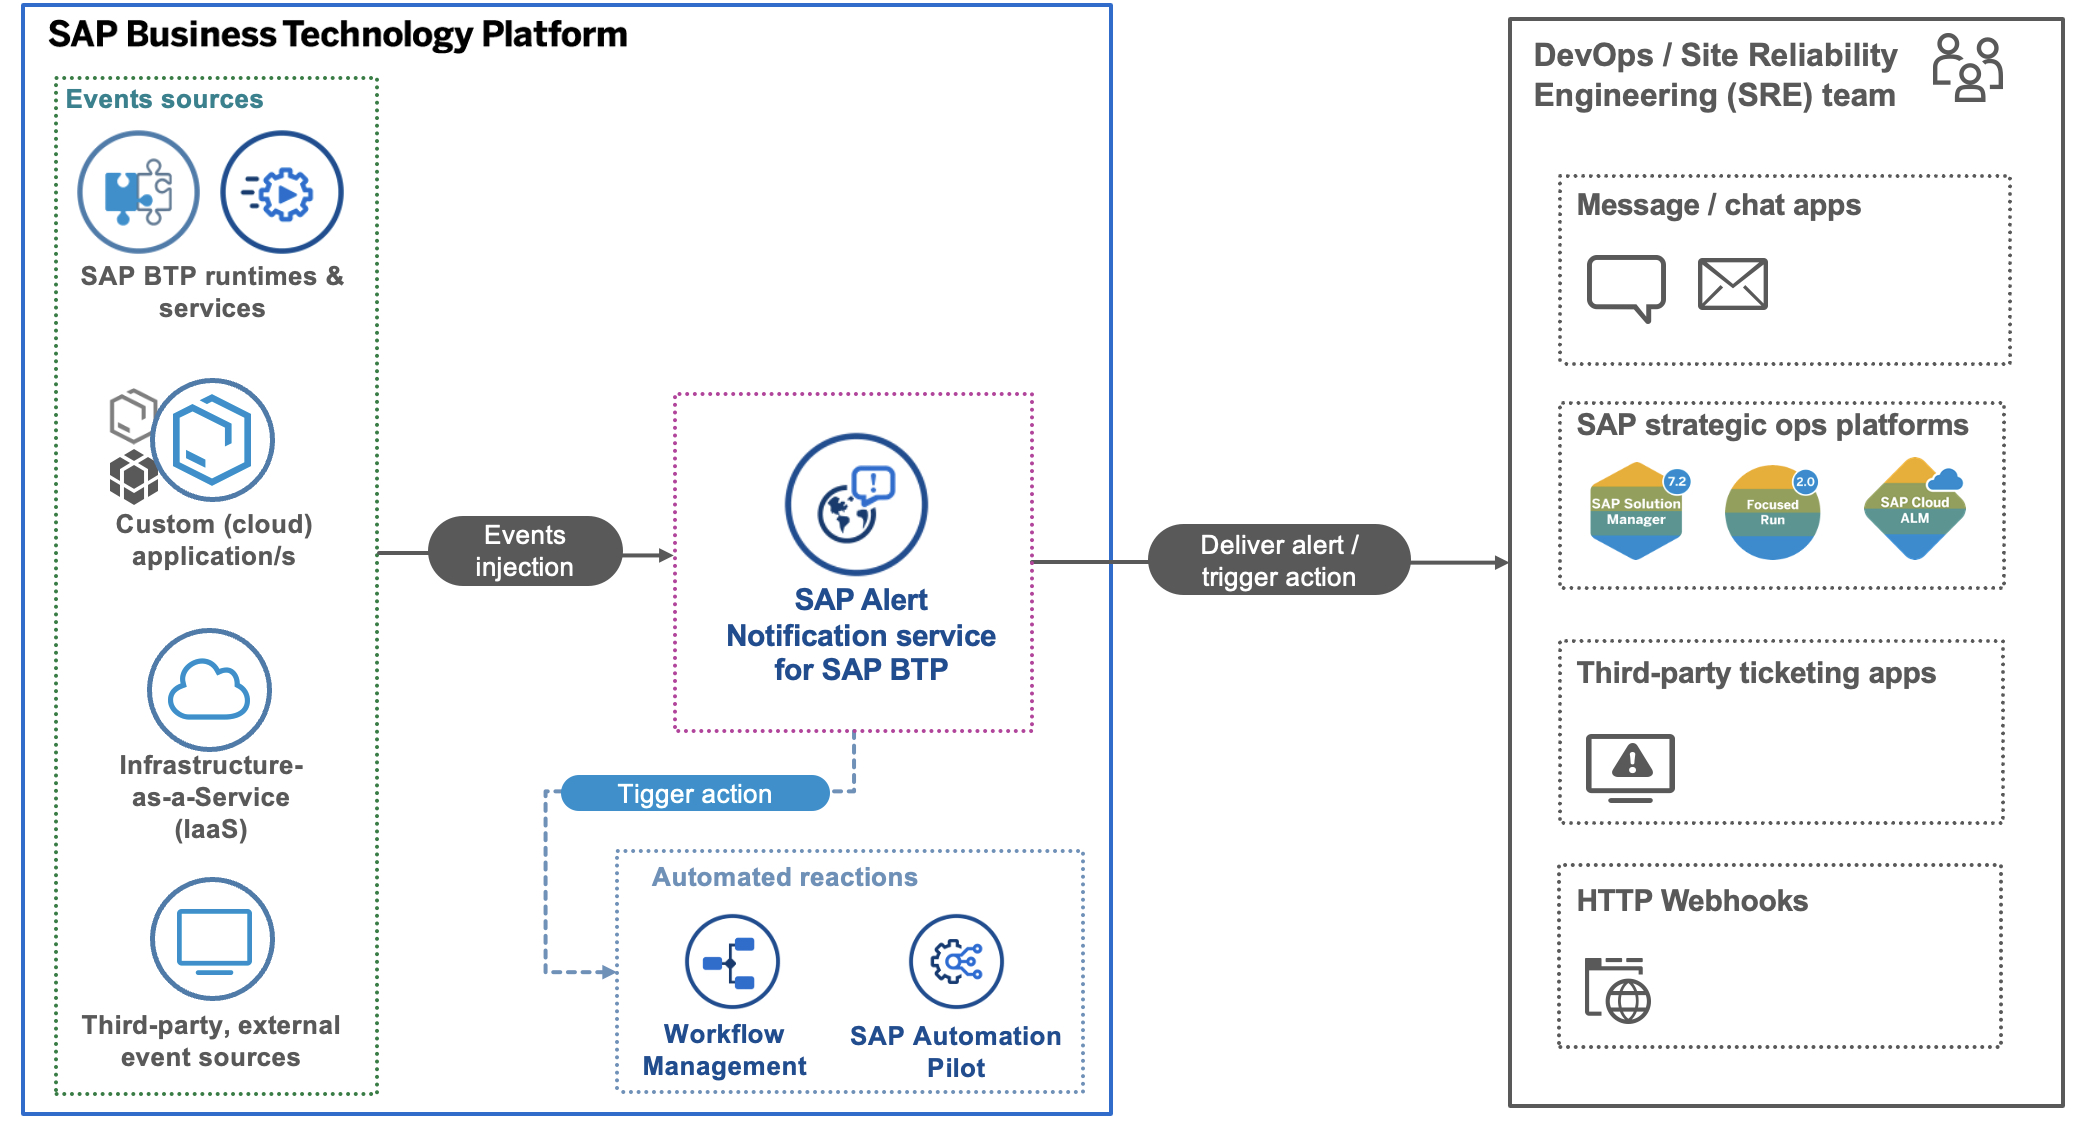 SAP Business Technology Platform
Events sources
SAP BTP runtimes &
services
Custom (cloud)
application/s
Infrastructure-
as-a-Service
(IaaS)
Third-party, external
event sources
Events
injection
SAP Alert
Notification service
for SAP BTP
Tigger action
Automated reactions
Workflow
Management
SAP Automation
Pilot
Deliver alert /
trigger action
DevOps / Site Reliability
Engineering (SRE) team
Message / chat apps
SAP strategic ops platforms
7.2
SAP Solution
Manager
2.0
Focused
Run
SAP Cloud
ALM
Third-party ticketing apps
HTTP Webhooks